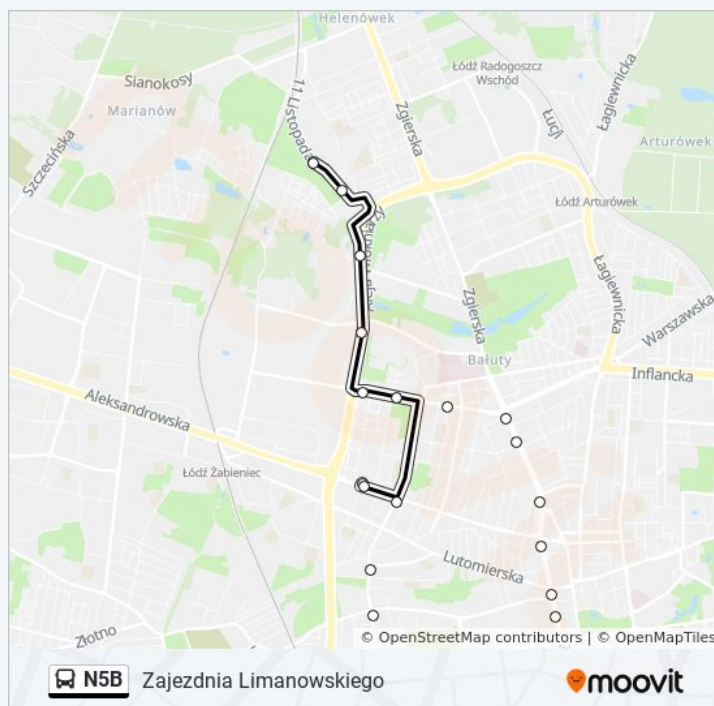 Helenówek
Sianokosy
Marianów
Szczecińska
11 Listopada
Zgierska
Łódź Radogoszcz
Wschód
Łagiewnicka
Arturówek
Łódź Arturówek
Łagiewnicka
Zgierska
Warszawska
Bałuty
Inflancka
Aleksandrowska
Łódź Żabieniec
Lutomierska
Złotno
© OpenStreetMap contributors | © OpenMapTiles
N5B
Zajezdnia Limanowskiego
moovit